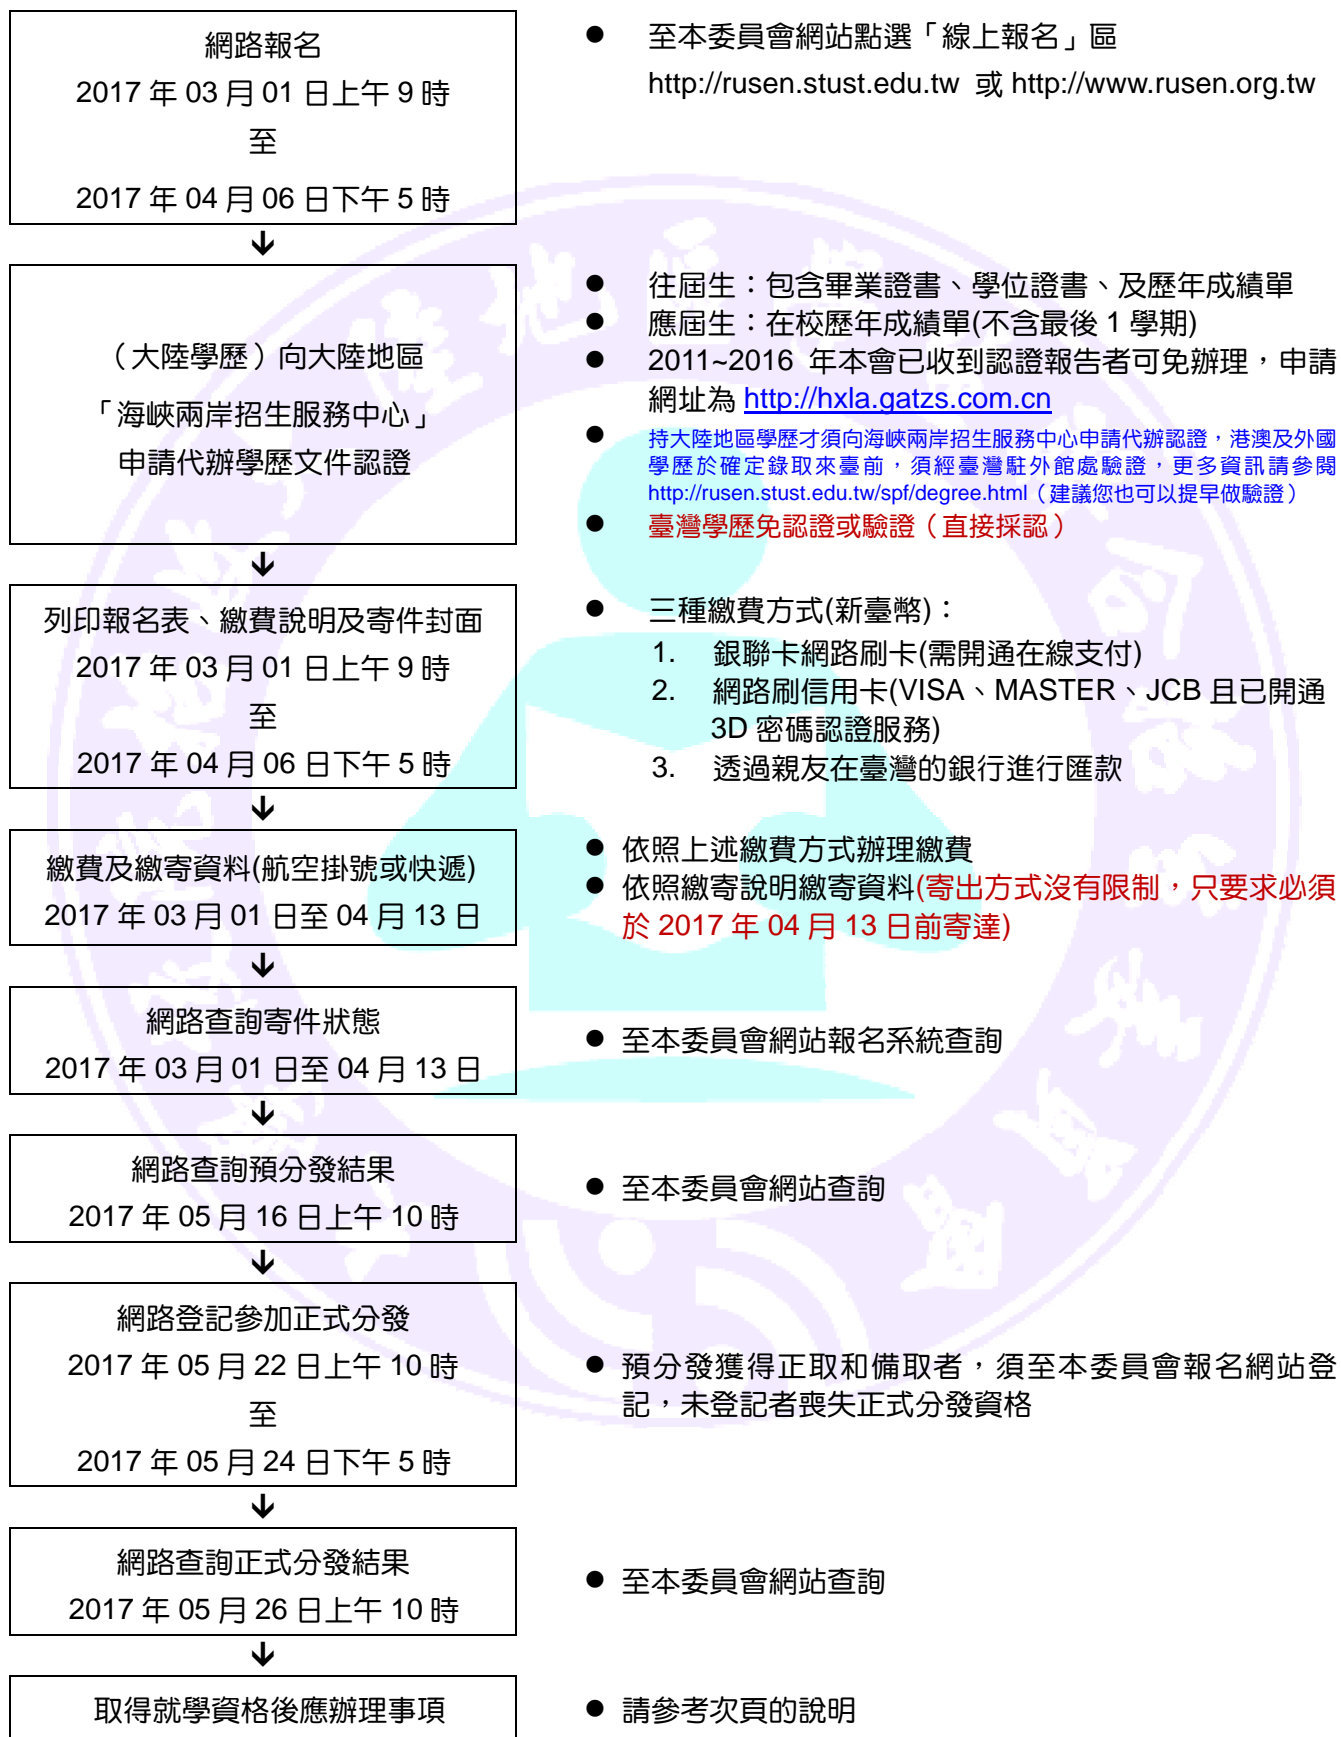 網路報名
2017 年 03 月 01 日上午 9 時
至
2017 年 04 月 06 日下午 5 時
● 至本委員會網站點選「線上報名」區
http://rusen.stust.edu.tw 或 http://www.rusen.org.tw
（大陸學歷）向大陸地區
「海峽兩岸招生服務中心」
申請代辦學歷文件認證
● 往屆生：包含畢業證書、學位證書、及歷年成績單
● 應屆生：在校歷年成績單(不含最後 1 學期)
● 2011~2016 年本會已收到認證報告者可免辦理，申請
網址為 http://hxla.gatzs.com.cn
● 持大陸地區學歷才須向海峽兩岸招生服務中心申請代辦認證，港澳及外國
學歷於確定錄取來臺前，須經臺灣駐外館處驗證，更多資訊請參閱
http://rusen.stust.edu.tw/spf/degree.html（建議您也可以提早做驗證）
● 臺灣學歷免認證或驗證（直接採認）
列印報名表、繳費說明及寄件封面
2017 年 03 月 01 日上午 9 時
至
2017 年 04 月 06 日下午 5 時
● 三種繳費方式(新臺幣)：
1. 銀聯卡網路刷卡(需開通在線支付)
2. 網路刷信用卡(VISA、MASTER、JCB 且已開通
3D 密碼認證服務)
3. 透過親友在臺灣的銀行進行匯款
繳費及繳寄資料(航空掛號或快遞)
2017 年 03 月 01 日至 04 月 13 日
● 依照上述繳費方式辦理繳費
● 依照繳寄說明繳寄資料(寄出方式沒有限制，只要求必須
於 2017 年 04 月 13 日前寄達)
網路查詢寄件狀態
2017 年 03 月 01 日至 04 月 13 日
● 至本委員會網站報名系統查詢
網路查詢預分發結果
2017 年 05 月 16 日上午 10 時
● 至本委員會網站查詢
網路登記參加正式分發
2017 年 05 月 22 日上午 10 時
至
2017 年 05 月 24 日下午 5 時
● 預分發獲得正取和備取者，須至本委員會報名網站登
記，未登記者喪失正式分發資格
網路查詢正式分發結果
2017 年 05 月 26 日上午 10 時
● 至本委員會網站查詢
取得就學資格後應辦理事項
● 請參考次頁的說明